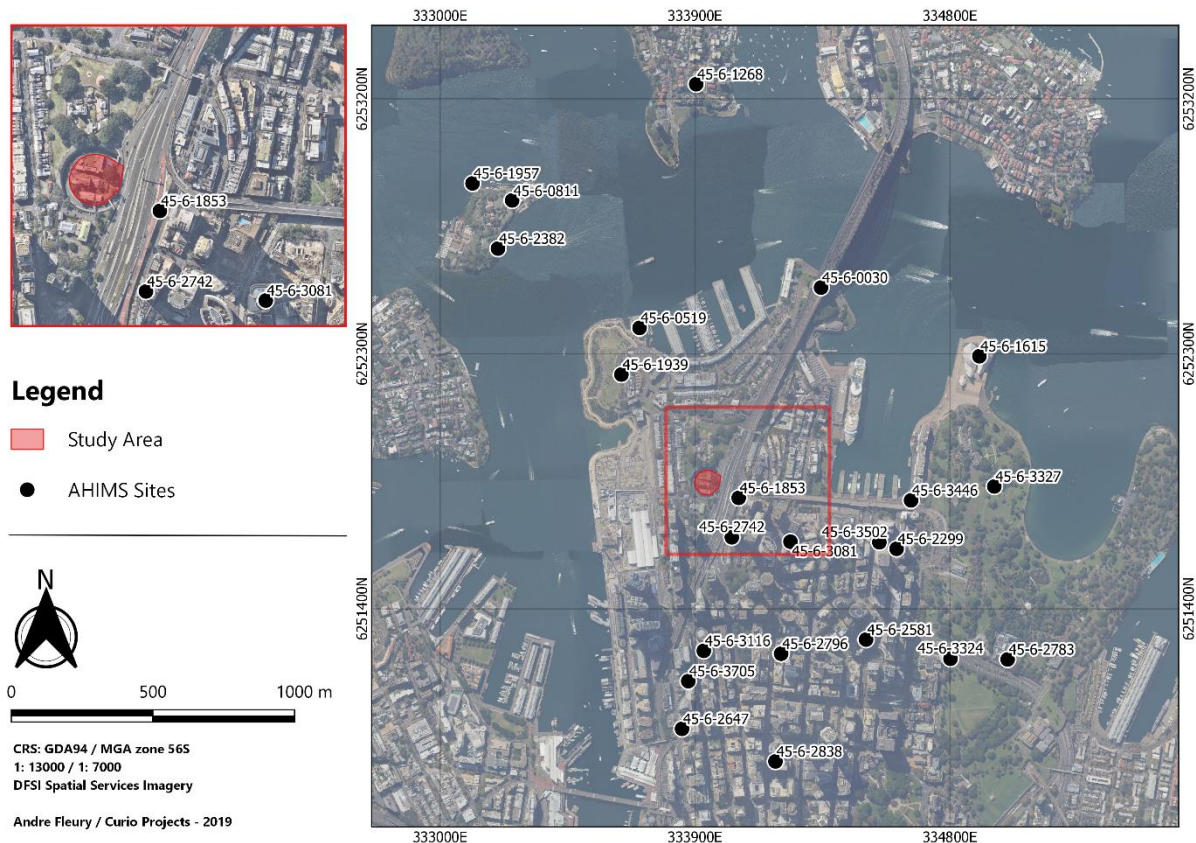 333000E
333900E
334800E
45-6-1268
6253200N
6253200N
45-6-1957
45-6-0811
45-6-1853
45-6-2382
45-6-2742
45-6-3081
45-6-0030
45-6-0519
6252300N
6252300N
45-6-1615
45-6-1939
Legend
Study Area
AHIMS Sites
45-6-3327
45-6-1853
45-6-3446
45-6-2742
45-6-3502
45-6-2299
45-6-3081
N
6251400N
6251400N
45-6-2581
45-6-3116
45-6-2796
45-6-3324
45-6-2783
45-6-3705
0 500 1000 m
45-6-2647
45-6-2838
CRS: GDA94 / MGA zone 56S
1: 13000 / 1: 7000
DFSI Spatial Services Imagery
Andre Fleury / Curio Projects - 2019
333000E
333900E
334800E